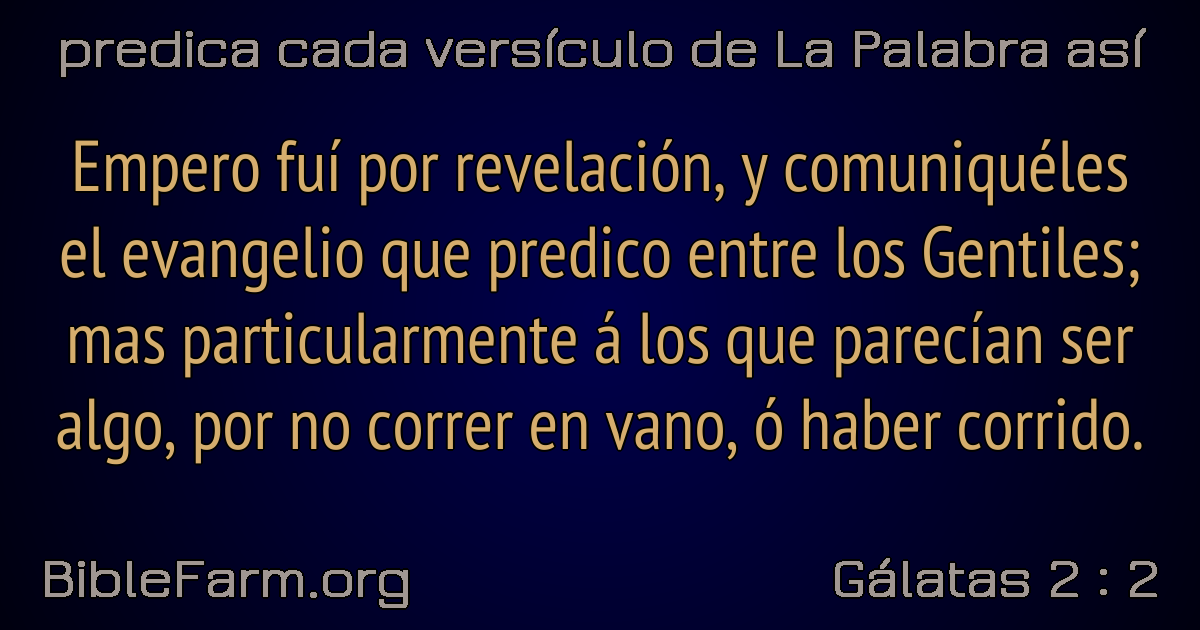 predica cada versículo de La Palabra así
Empero fuí por revelación, y comuniquéles
el evangelio que predico entre los Gentiles;
mas particularmente á los que parecían ser
algo, por no correr en vano, ó haber corrido.
BibleFarm.org
Gálatas 2 : 2